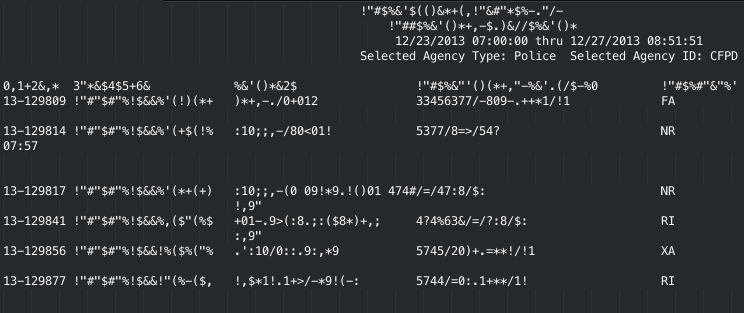 !"#$%&'$(()&*+(,!"&#"*$%-."/-
!"##$%&'()*+,-$.)&//$%&'()*
12/23/2013 07:00:00 thru 12/27/2013 08:51:51
Selected Agency Type: Police  Selected Agency ID: CFPD
0,1+2&,*  3"*&$4$5+6&  %&'()*&2$  !"#$%&"'()(*+,"-%&'.(/$-%0  !"#$%#"&"%'
13-129809 !"#"$#"%!$&&%'(!)(*+  )*+,-./0+012  33456377/-809-.++*1/!1  FA
13-129814 !"#"$#"%!$&&%'(+$(!%  :10;;,-/80<01!  5377/8=>/54?  NR
07:57
13-129817 !"#"$#"%!$&&%'(*+(+)  :10;;,-(0 09!*9.!()01 474#/=/47:8/$:  NR
!,9"
13-129841 !"#"$#"%!$&&%,($"(%$  +01-.9>(:8.;:($8*)+,;  4?4%63&/=/?:8/$:  RI
:,9"
13-129856 !"#"$#"%!$&&!%($%("%  .':10/0::.9:,*9  5745/20)+.=**!/!1  XA
13-129877 !"#"$#"%!$&&!"(%-($,  !,$*1!.1+>/-*9!(-:  5744/=0:.1+**/1!  RI